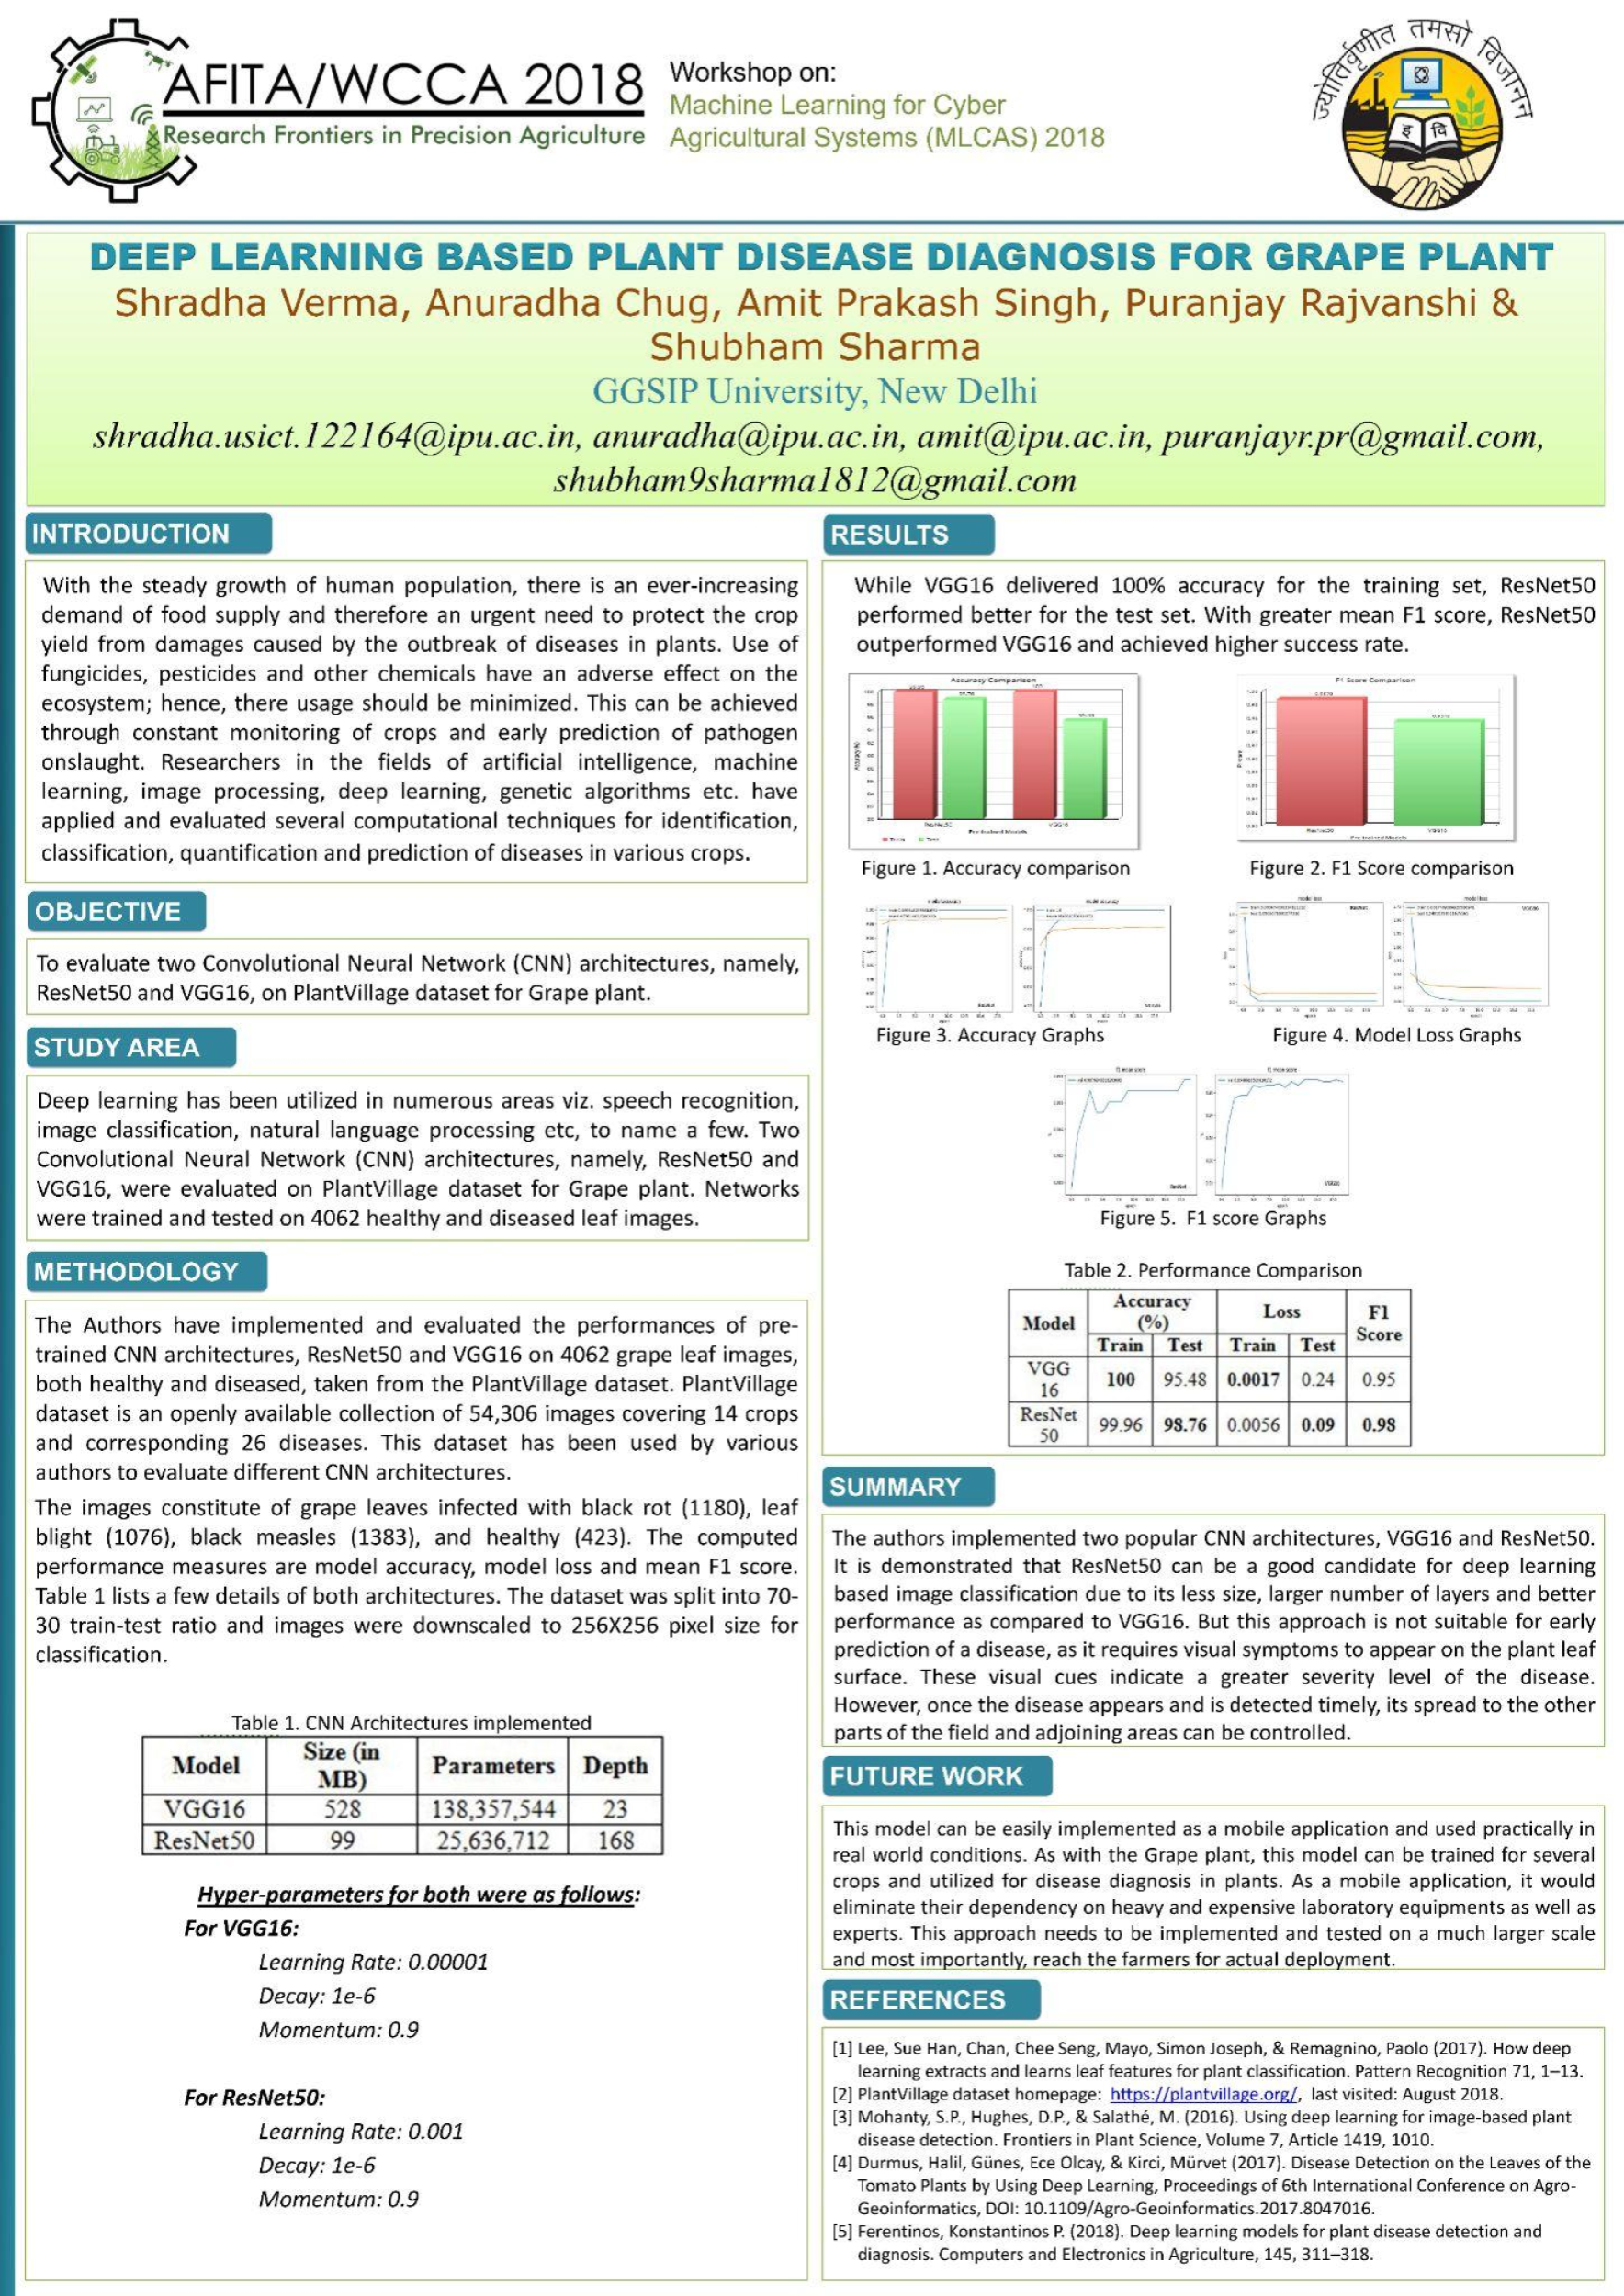 AFITA/WCCA 2018
Research Frontiers in Precision Agriculture
Workshop on:
Machine Learning for Cyber
Agricultural Systems (MLCAS) 2018
ज्योतिर्वृणीत तमसो विजानन
इ वि
DEEP LEARNING BASED PLANT DISEASE DIAGNOSIS FOR GRAPE PLANT
Shradha Verma, Anuradha Chug, Amit Prakash Singh, Puranjay Rajvanshi &
Shubham Sharma
GGSIP University, New Delhi
shradha.usict.122164@ipu.ac.in, anuradha@ipu.ac.in, amit@ipu.ac.in, puranjayr.pr@gmail.com,
shubham9sharma1812@gmail.com
INTRODUCTION
With the steady growth of human population, there is an ever-increasing
demand of food supply and therefore an urgent need to protect the crop
yield from damages caused by the outbreak of diseases in plants. Use of
fungicides, pesticides and other chemicals have an adverse effect on the
ecosystem; hence, there usage should be minimized. This can be achieved
through constant monitoring of crops and early prediction of pathogen
onslaught. Researchers in the fields of artificial intelligence, machine
learning, image processing, deep learning, genetic algorithms etc. have
applied and evaluated several computational techniques for identification,
classification, quantification and prediction of diseases in various crops.
OBJECTIVE
To evaluate two Convolutional Neural Network (CNN) architectures, namely,
ResNet50 and VGG16, on PlantVillage dataset for Grape plant.
STUDY AREA
Deep learning has been utilized in numerous areas viz. speech recognition,
image classification, natural language processing etc, to name a few. Two
Convolutional Neural Network (CNN) architectures, namely, ResNet50 and
VGG16, were evaluated on PlantVillage dataset for Grape plant. Networks
were trained and tested on 4062 healthy and diseased leaf images.
METHODOLOGY
The Authors have implemented and evaluated the performances of pre-
trained CNN architectures, ResNet50 and VGG16 on 4062 grape leaf images,
both healthy and diseased, taken from the PlantVillage dataset. PlantVillage
dataset is an openly available collection of 54,306 images covering 14 crops
and corresponding 26 diseases. This dataset has been used by various
authors to evaluate different CNN architectures.
The images constitute of grape leaves infected with black rot (1180), leaf
blight (1076), black measles (1383), and healthy (423). The computed
performance measures are model accuracy, model loss and mean F1 score.
Table 1 lists a few details of both architectures. The dataset was split into 70-
30 train-test ratio and images were downscaled to 256X256 pixel size for
classification.
Table 1. CNN Architectures implemented
Model Size (in MB) Parameters Depth
VGG16 528 138,357,544 23
ResNet50 99 25,636,712 168
Hyper-parameters for both were as follows:
For VGG16:
Learning Rate: 0.00001
Decay: 1e-6
Momentum: 0.9
For ResNet50:
Learning Rate: 0.001
Decay: 1e-6
Momentum: 0.9
RESULTS
While VGG16 delivered 100% accuracy for the training set, ResNet50
performed better for the test set. With greater mean F1 score, ResNet50
outperformed VGG16 and achieved higher success rate.
Accuracy Comparison
F1 Score Comparison
Figure 1. Accuracy comparison
Figure 2. F1 Score comparison
Figure 3. Accuracy Graphs
Figure 4. Model Loss Graphs
Figure 5. F1 score Graphs
Table 2. Performance Comparison
Model Accuracy (%) Loss F1 Score
Train Test Train Test
VGG 16 100 95.48 0.0017 0.24 0.95
ResNet 50 99.96 98.76 0.0056 0.09 0.98
SUMMARY
The authors implemented two popular CNN architectures, VGG16 and ResNet50.
It is demonstrated that ResNet50 can be a good candidate for deep learning
based image classification due to its less size, larger number of layers and better
performance as compared to VGG16. But this approach is not suitable for early
prediction of a disease, as it requires visual symptoms to appear on the plant leaf
surface. These visual cues indicate a greater severity level of the disease.
However, once the disease appears and is detected timely, its spread to the other
parts of the field and adjoining areas can be controlled.
FUTURE WORK
This model can be easily implemented as a mobile application and used practically in
real world conditions. As with the Grape plant, this model can be trained for several
crops and utilized for disease diagnosis in plants. As a mobile application, it would
eliminate their dependency on heavy and expensive laboratory equipments as well as
experts. This approach needs to be implemented and tested on a much larger scale
and most importantly, reach the farmers for actual deployment.
REFERENCES
[1] Lee, Sue Han, Chan, Chee Seng, Mayo, Simon Joseph, & Remagnino, Paolo (2017). How deep
learning extracts and learns leaf features for plant classification. Pattern Recognition 71, 1–13.
[2] PlantVillage dataset homepage: https://plantvillage.org/, last visited: August 2018.
[3] Mohanty, S.P., Hughes, D.P., & Salathé, M. (2016). Using deep learning for image-based plant
disease detection. Frontiers in Plant Science, Volume 7, Article 1419, 1010.
[4] Durmus, Halil, Günes, Ece Olcay, & Kirci, Mürvet (2017). Disease Detection on the Leaves of the
Tomato Plants by Using Deep Learning, Proceedings of 6th International Conference on Agro-
Geoinformatics, DOI: 10.1109/Agro-Geoinformatics.2017.8047016.
[5] Ferentinos, Konstantinos P. (2018). Deep learning models for plant disease detection and
diagnosis. Computers and Electronics in Agriculture, 145, 311–318.